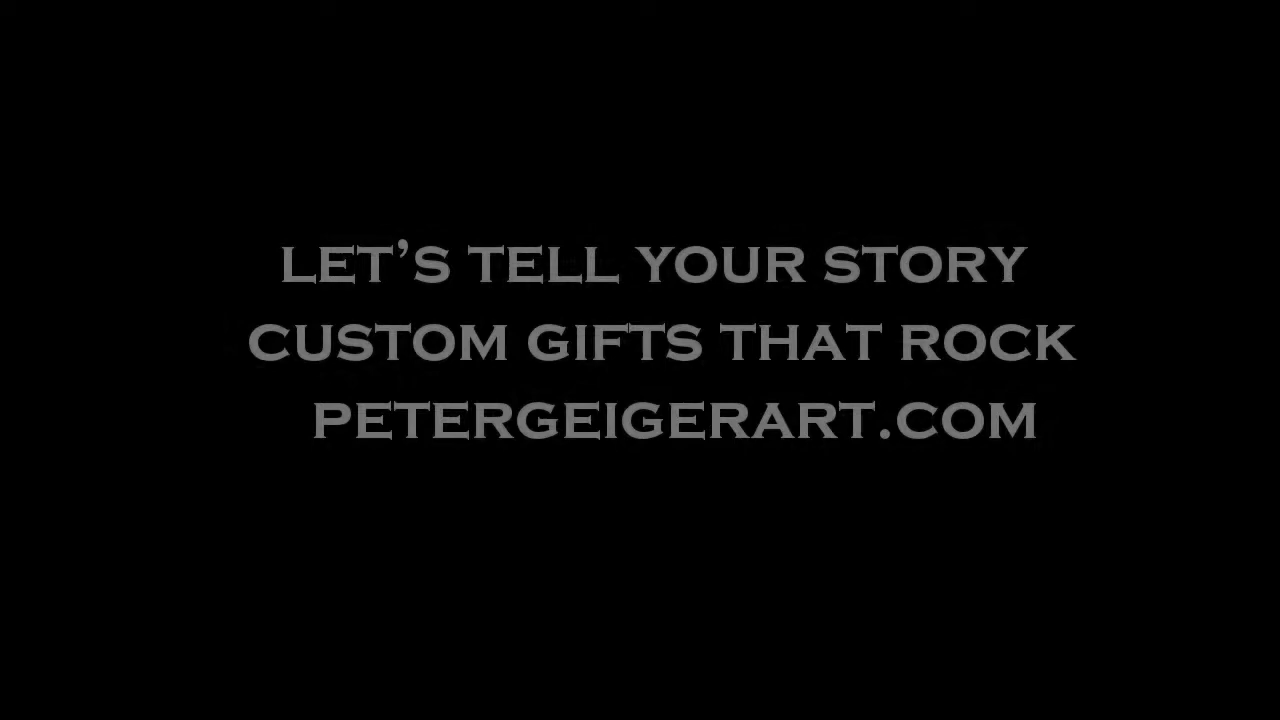 LET’S TELL YOUR STORY
CUSTOM GIFTS THAT ROCK
PETERGEIGERART.COM